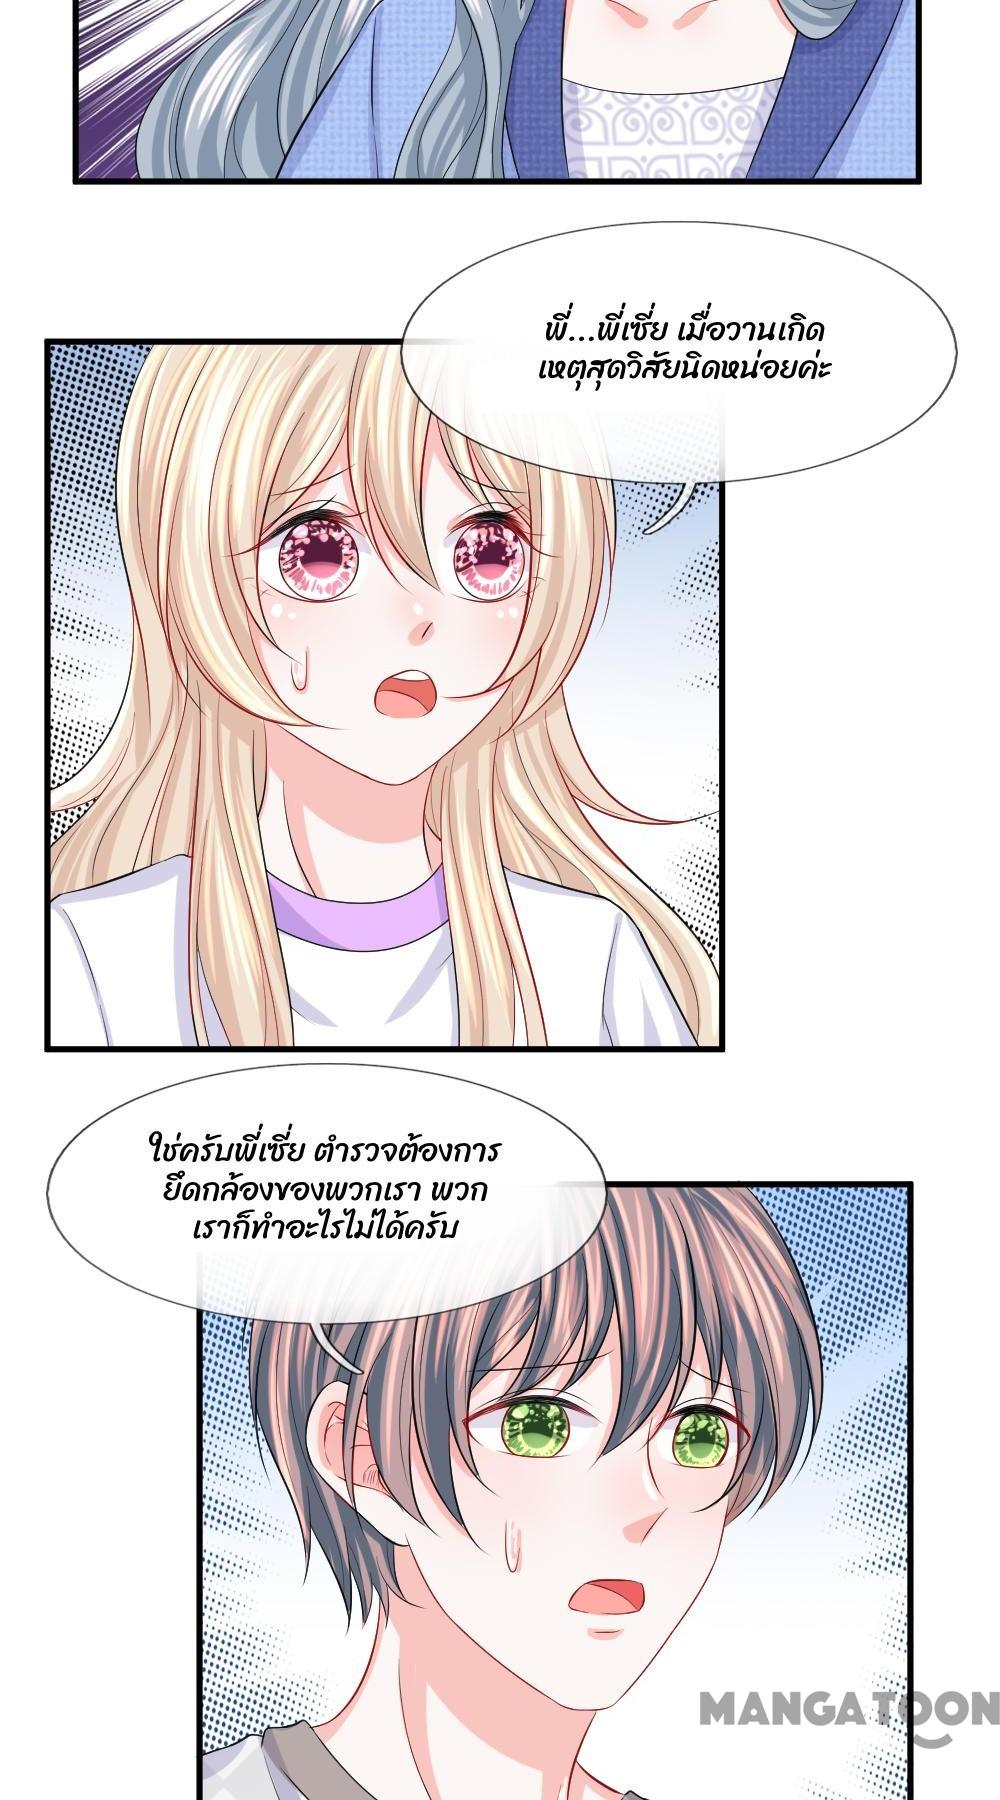 พี่...พี่เซี่ย เมื่อวานเกิด
เหตุสุดวิสัยนิดหน่อยค่ะ
ใช่ครับพี่เซี่ย ตำรวจต้องการ
ยึดกล้องของพวกเรา พวก
เราก็ทำอะไรไม่ได้ครับ
MANGATOON